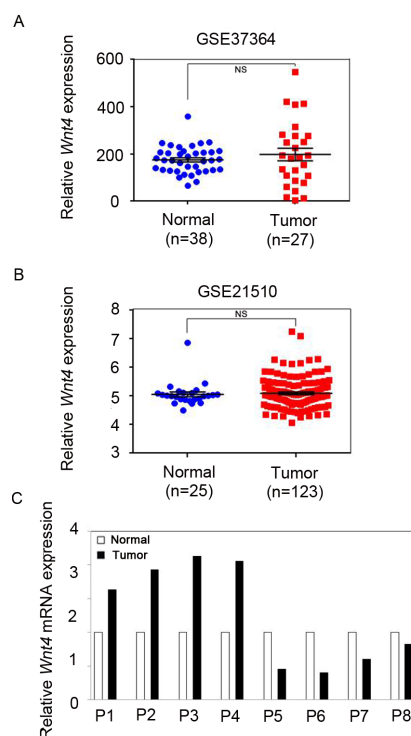 A
GSE37364
NS
600
400
200
0
Relative Wnt4 expression
Normal
(n=38)
Tumor
(n=27)
B
GSE21510
NS
8
7
6
5
4
3
Relative Wnt4 expression
Normal
(n=25)
Tumor
(n=123)
C
Normal
Tumor
4
3
2
1
0
Relative Wnt4 mRNA expression
P1 P2 P3 P4 P5 P6 P7 P8